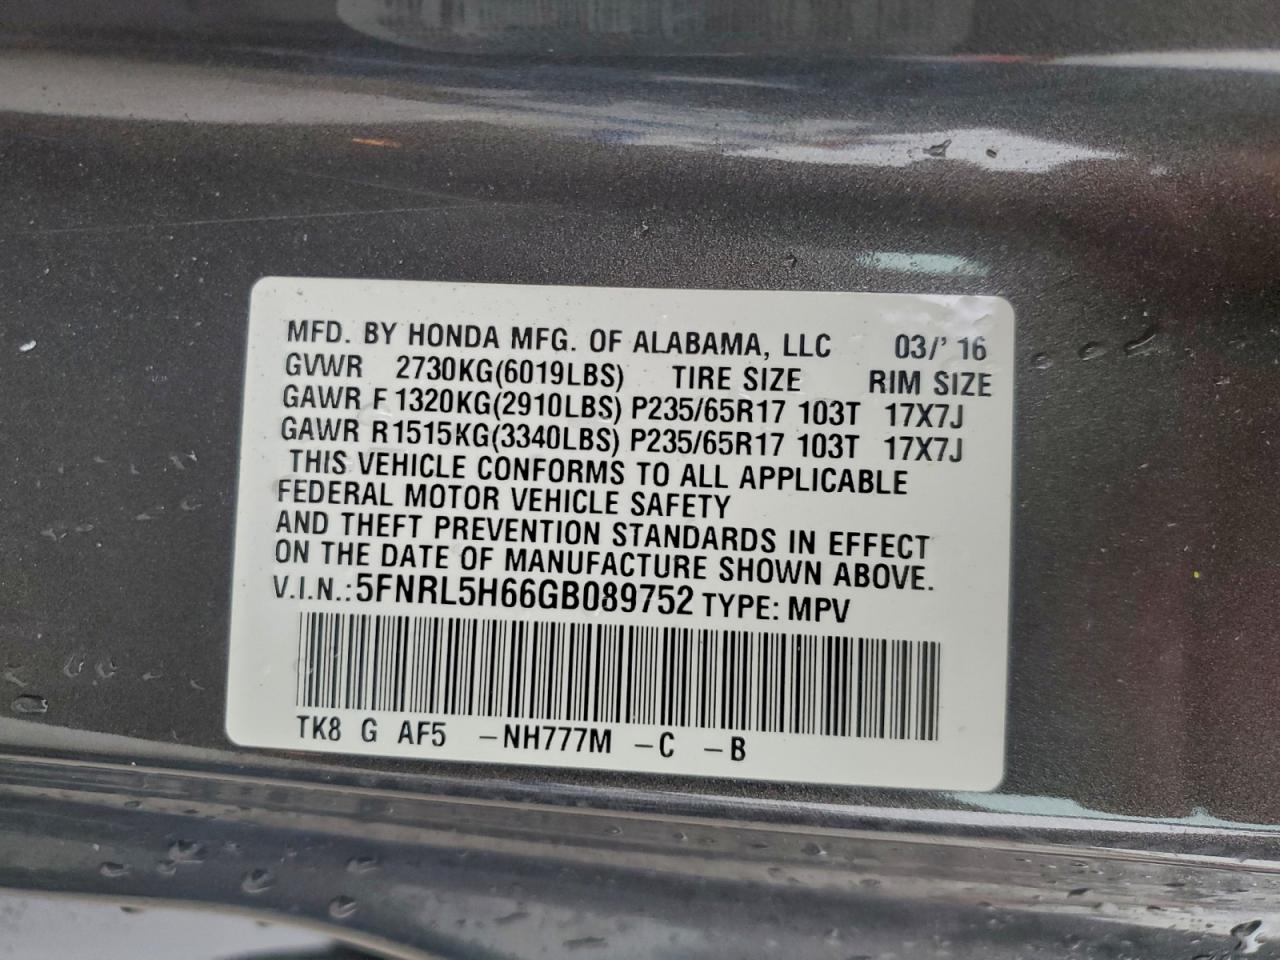 MFD. BY HONDA MFG. OF ALABAMA, LLC 03/' 16
GVWR 2730KG(6019LBS) TIRE SIZE RIM SIZE
GAWR F 1320KG(2910LBS) P235/65R17 103T 17X7J
GAWR R1515KG(3340LBS) P235/65R17 103T 17X7J
THIS VEHICLE CONFORMS TO ALL APPLICABLE
FEDERAL MOTOR VEHICLE SAFETY
AND THEFT PREVENTION STANDARDS IN EFFECT
ON THE DATE OF MANUFACTURE SHOWN ABOVE.
V.I.N.:5FNRL5H66GB089752 TYPE: MPV
TK8 G AF5 –NH777M –C –B